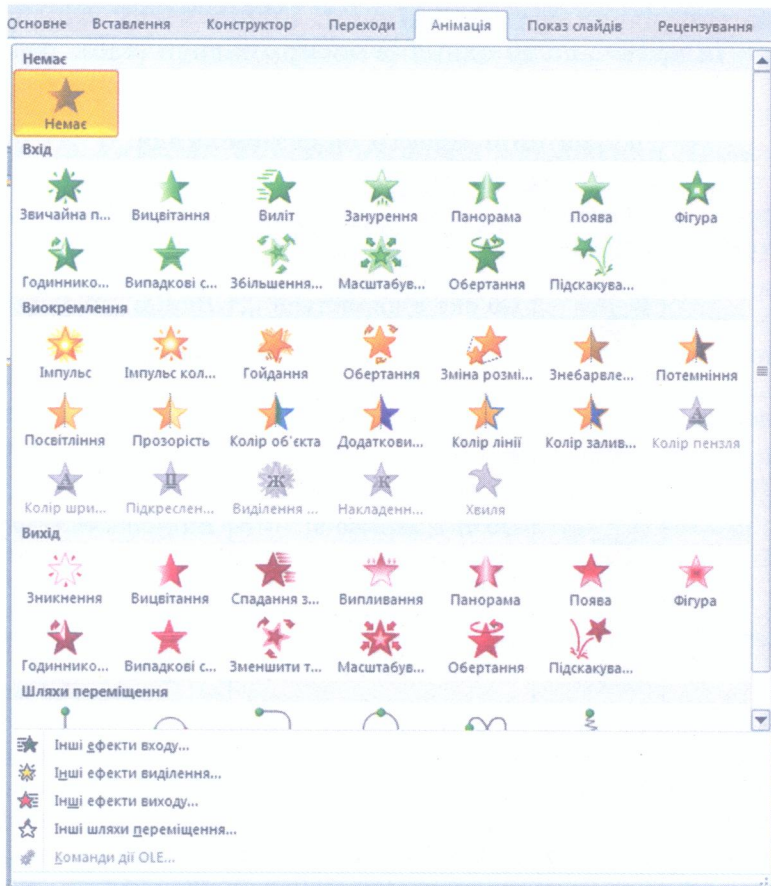 Основне Вставлення Конструктор Переходи Анімація Показ слайдів Рецензування
Немає
Немає
Вхід
Звичайна п... Вицвітання Виліт Занурення Панорама Поява Фігура
Годиннико... Випадкові с... Збільшення... Масштабув... Обертання Підскакува...
Виокремлення
Імпульс Імпульс кол... Гойдання Обертання Зміна розмі... Знебарвле... Потемніння
Посвітління Прозорість Колір об'єкта Додаткови... Колір лінії Колір залив... Колір пензля
Колір шри... Підкреслен... Виділення ... Накладенн... Хвиля
Вихід
Зникнення Вицвітання Спадання з... Випливання Панорама Поява Фігура
Годиннико... Випадкові с... Зменшити т... Масштабув... Обертання Підскакува...
Шляхи переміщення
Інші ефекти входу...
Інші ефекти виділення...
Інші ефекти виходу...
Інші шляхи переміщення...
Команди дії OLE...